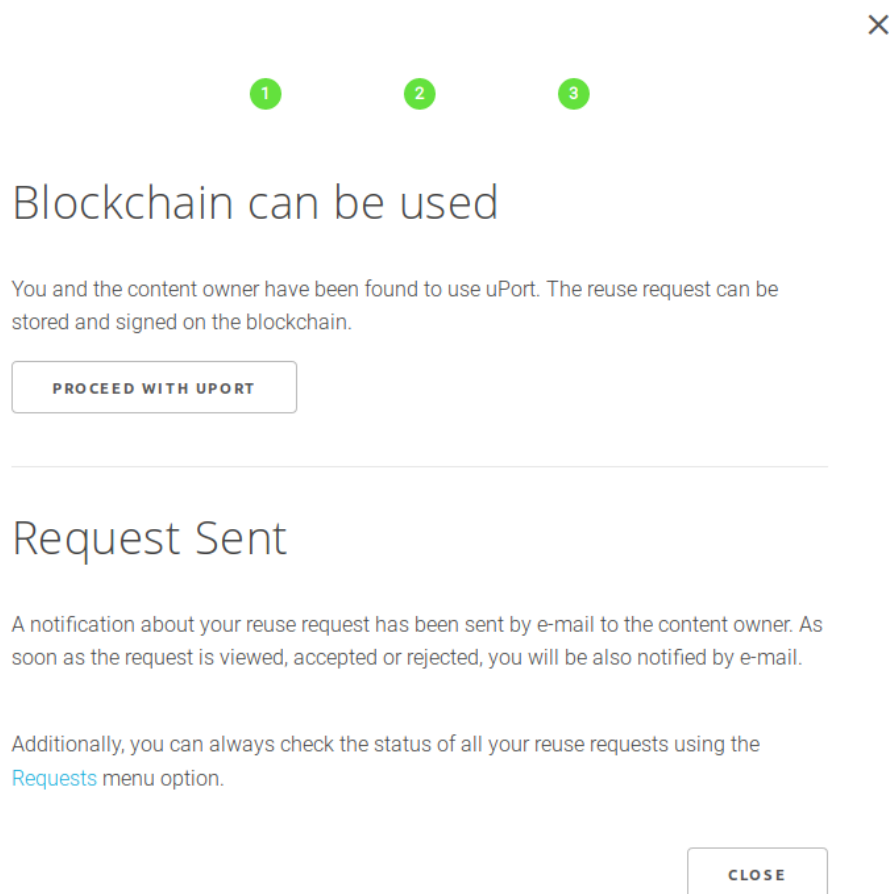 1 2 3
Blockchain can be used
You and the content owner have been found to use uPort. The reuse request can be
stored and signed on the blockchain.
PROCEED WITH UPORT
Request Sent
A notification about your reuse request has been sent by e-mail to the content owner. As
soon as the request is viewed, accepted or rejected, you will be also notified by e-mail.
Additionally, you can always check the status of all your reuse requests using the
Requests menu option.
CLOSE